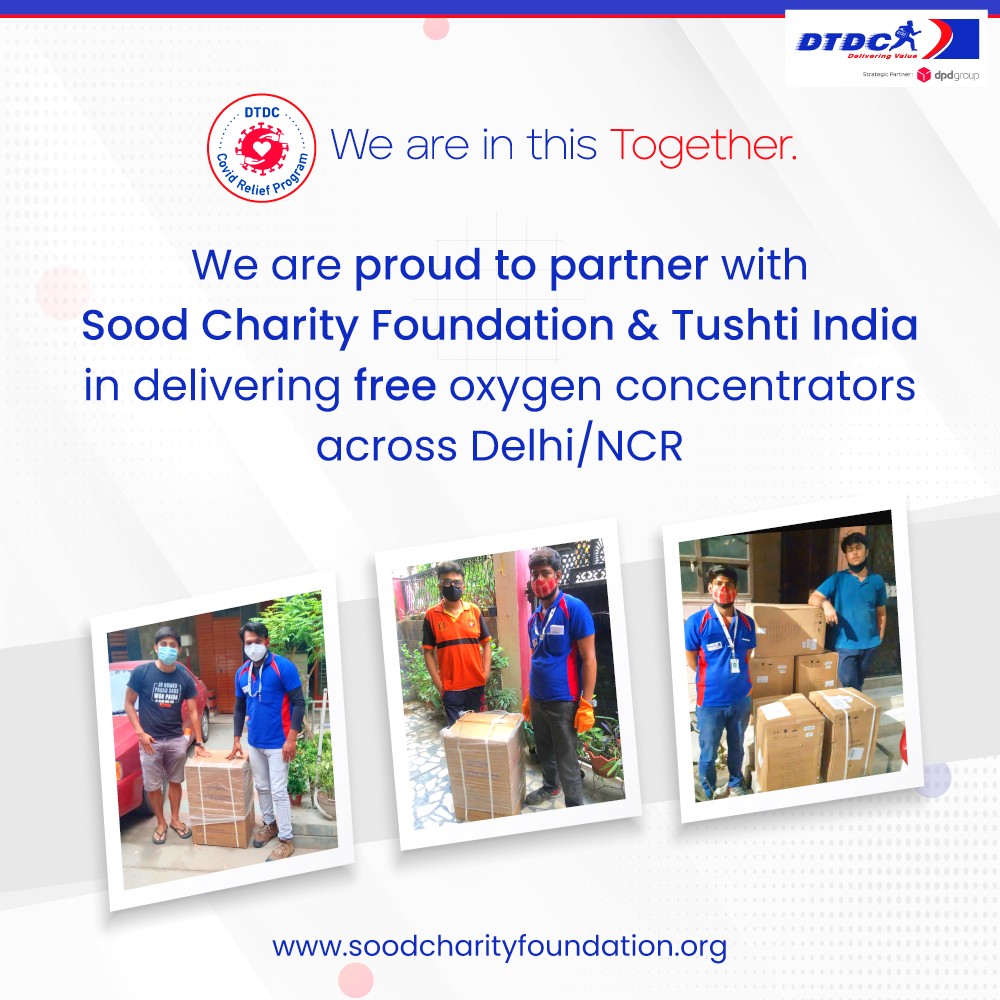 DTDC
Delivering Value
Strategic Partner: dpdgroup
DTDC
Covid Relief Program
We are in this Together.
We are proud to partner with
Sood Charity Foundation & Tushti India
in delivering free oxygen concentrators
across Delhi/NCR
www.soodcharityfoundation.org